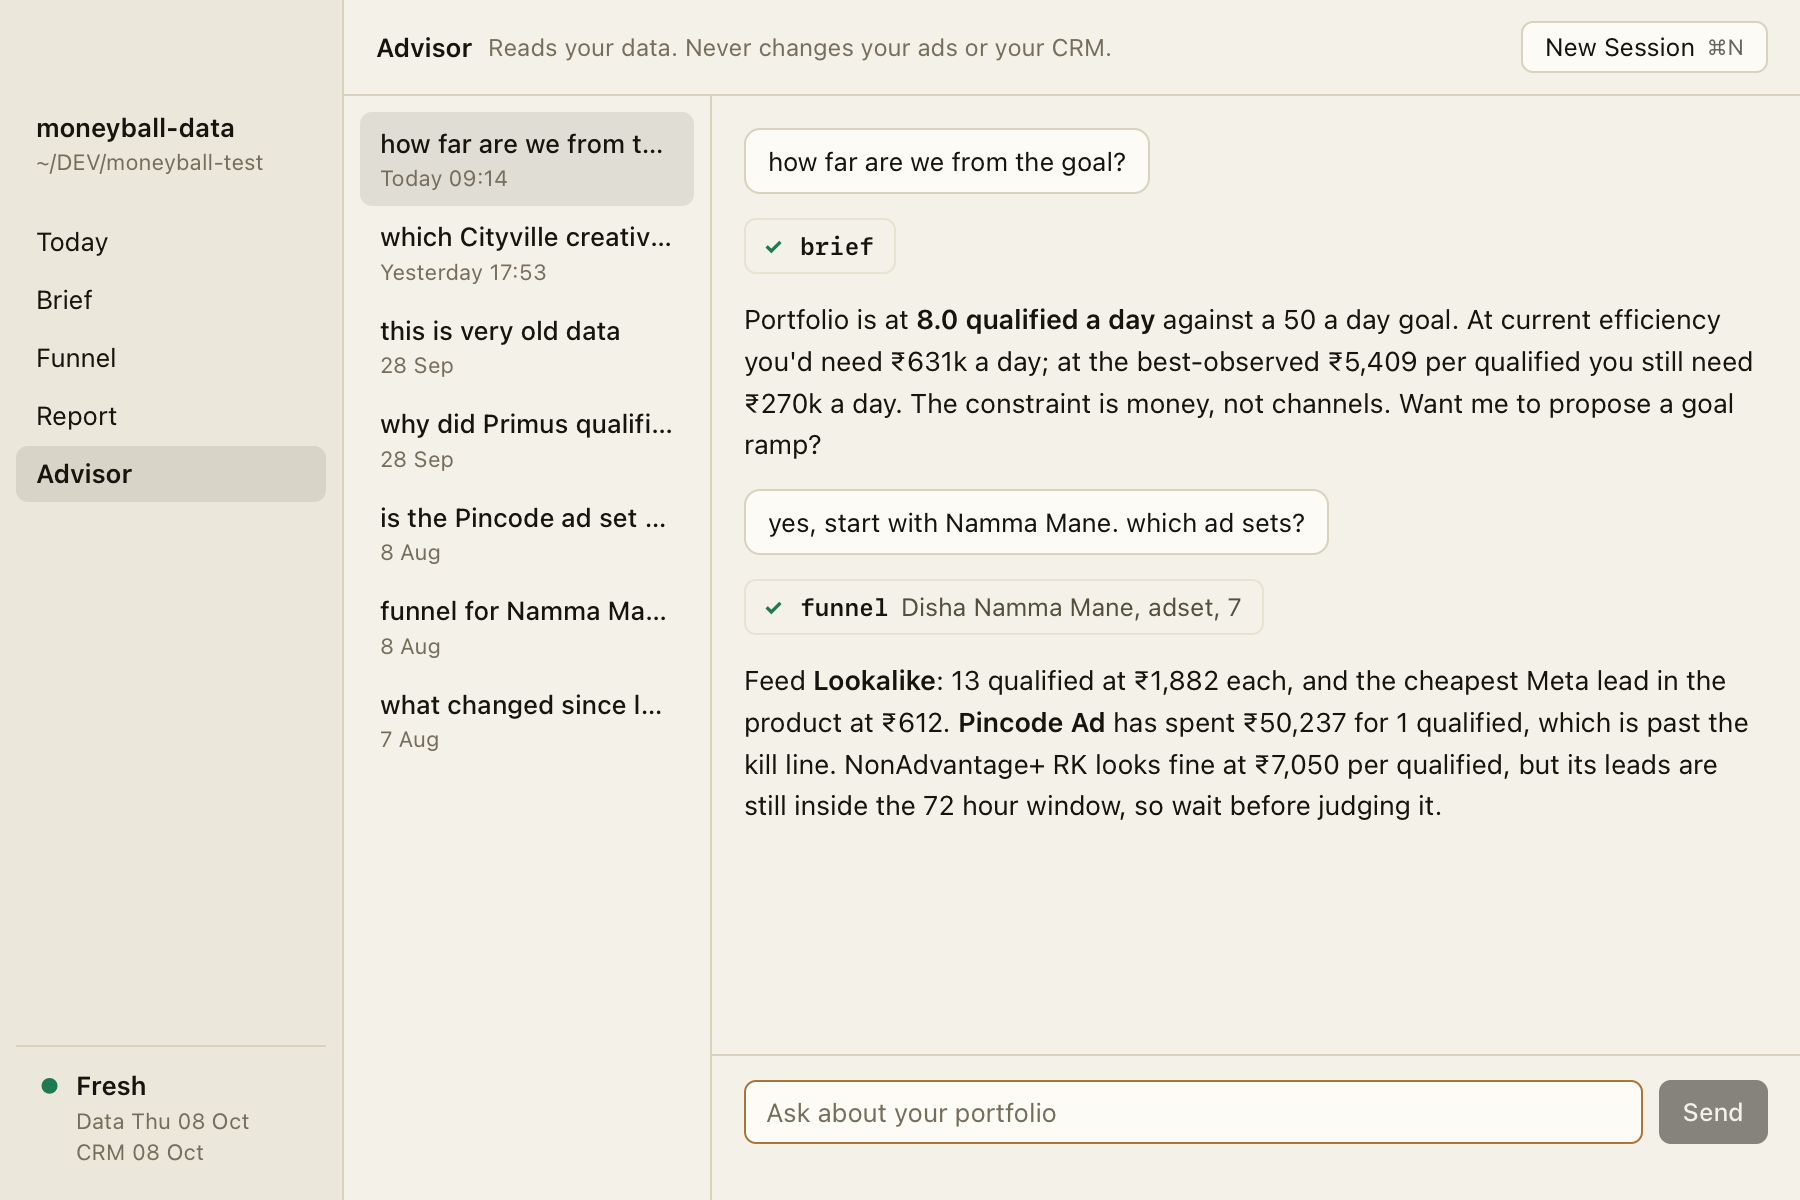 moneyball-data
~/DEV/moneyball-test
Today
Brief
Funnel
Report
Advisor
Fresh
Data Thu 08 Oct
CRM 08 Oct
Advisor Reads your data. Never changes your ads or your CRM.
New Session ⌘N
how far are we from t...
Today 09:14
which Cityville creativ...
Yesterday 17:53
this is very old data
28 Sep
why did Primus qualifi...
28 Sep
is the Pincode ad set ...
8 Aug
funnel for Namma Ma...
8 Aug
what changed since l...
7 Aug
how far are we from the goal?
✓ brief
Portfolio is at 8.0 qualified a day against a 50 a day goal. At current efficiency
you'd need ₹631k a day; at the best-observed ₹5,409 per qualified you still need
₹270k a day. The constraint is money, not channels. Want me to propose a goal
ramp?
yes, start with Namma Mane. which ad sets?
✓ funnel Disha Namma Mane, adset, 7
Feed Lookalike: 13 qualified at ₹1,882 each, and the cheapest Meta lead in the
product at ₹612. Pincode Ad has spent ₹50,237 for 1 qualified, which is past the
kill line. NonAdvantage+ RK looks fine at ₹7,050 per qualified, but its leads are
still inside the 72 hour window, so wait before judging it.
Ask about your portfolio
Send